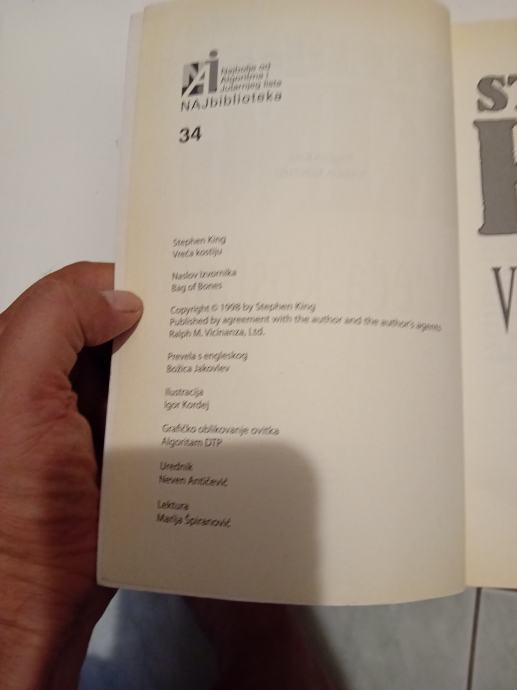 NAJ
Najbolje od
Algoritma i
Jutarnjeg lista
NAJbiblioteka
34
Stephen King
Vreća kostiju
Naslov izvornika
Bag of Bones
Copyright © 1998 by Stephen King
Published by agreement with the author and the author's agents
Ralph M. Vicinanza, Ltd.
Prevela s engleskog
Božica Jakovlev
Ilustracija
Igor Kordej
Grafičko oblikovanje ovitka
Algoritam DTP
Urednik
Neven Antičević
Lektura
Marija Špiranović
ST
K
V